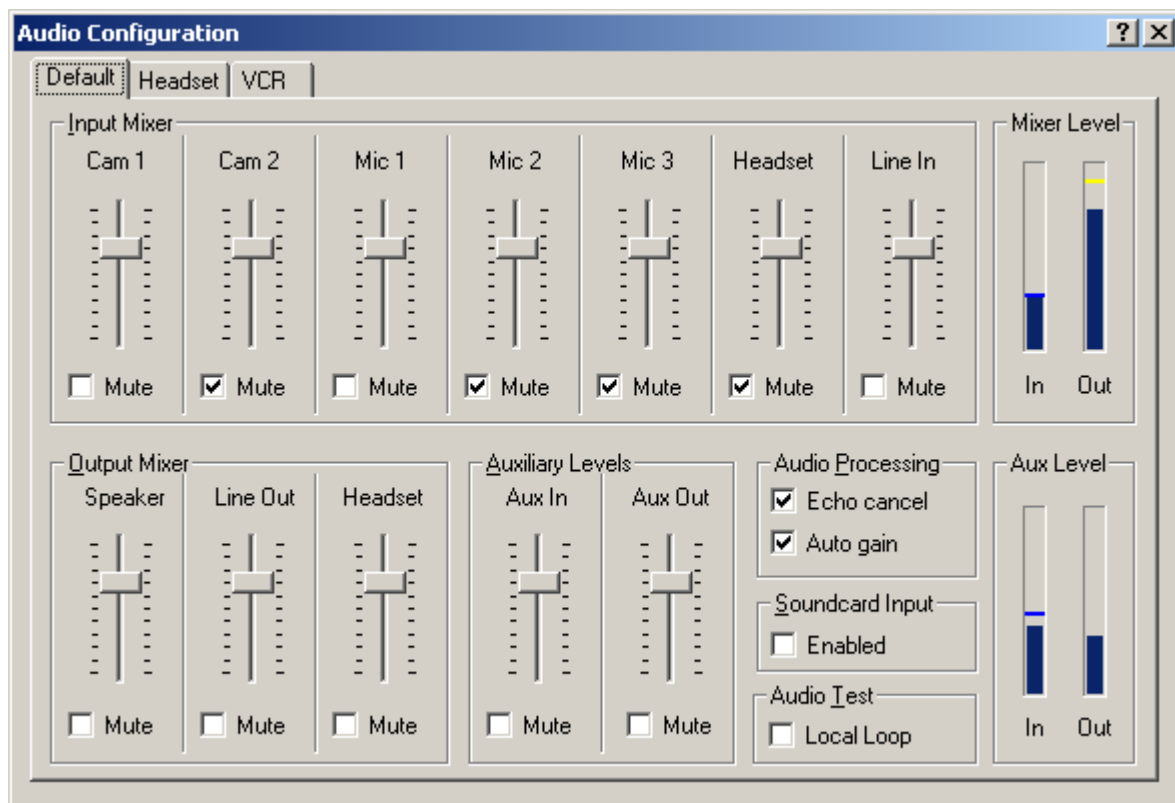 Audio Configuration
Default Headset VCR
Input Mixer
Cam 1 Cam 2 Mic 1 Mic 2 Mic 3 Headset Line In
Mute Mute Mute Mute Mute Mute Mute
Mixer Level
In Out
Output Mixer
Speaker Line Out Headset
Mute Mute Mute
Auxiliary Levels
Aux In Aux Out
Mute Mute
Audio Processing
Echo cancel
Auto gain
Soundcard Input
Enabled
Audio Test
Local Loop
Aux Level
In Out